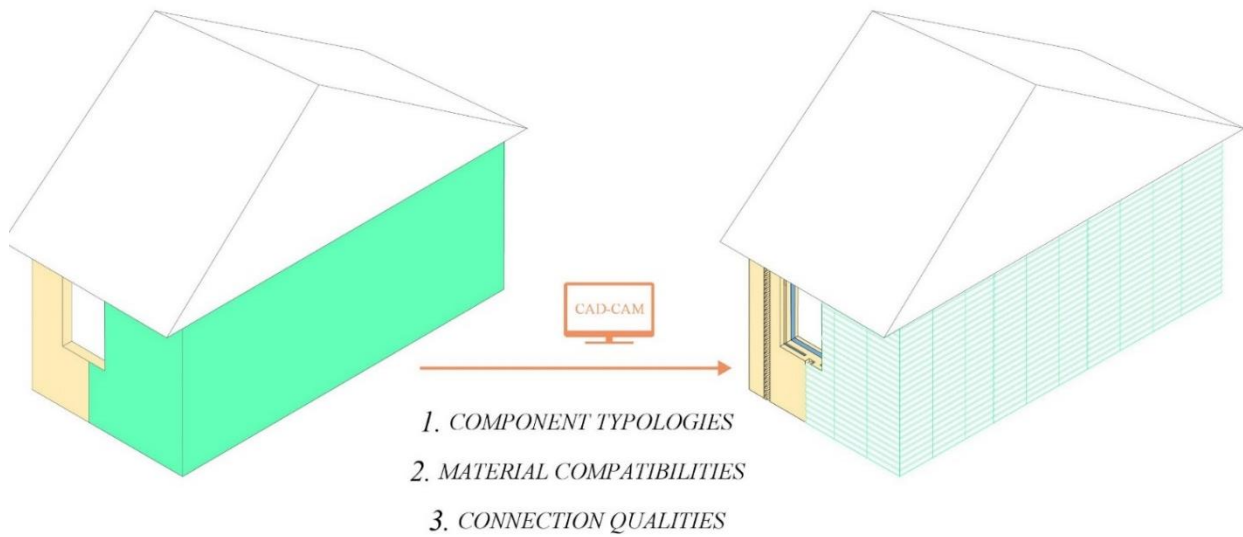 CAD-CAM
1. COMPONENT TYPOLOGIES
2. MATERIAL COMPATIBILITIES
3. CONNECTION QUALITIES